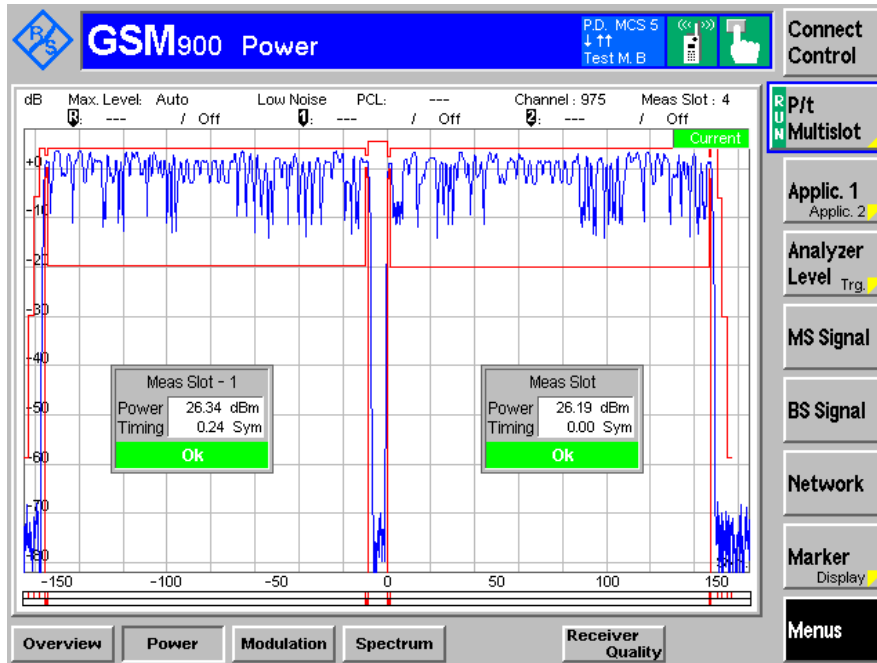 R/S
GSM900 Power
P.D. MCS 5
↓ ↑↑
Test M. B
Connect
Control
dB Max. Level: Auto Low Noise PCL: --- Channel : 975 Meas Slot : 4
R: --- / Off 1: --- / Off 2: --- / Off
Current
RUN
P/t
Multislot
Applic. 1
Applic. 2
Analyzer
Level Trg.
MS Signal
BS Signal
Network
Marker
Display
Menus
+0
-10
-20
-30
-40
-50
-60
-70
-80
Meas Slot - 1
Power 26.34 dBm
Timing 0.24 Sym
Ok
Meas Slot
Power 26.19 dBm
Timing 0.00 Sym
Ok
-150 -100 -50 0 50 100 150
Overview Power Modulation Spectrum Receiver Quality